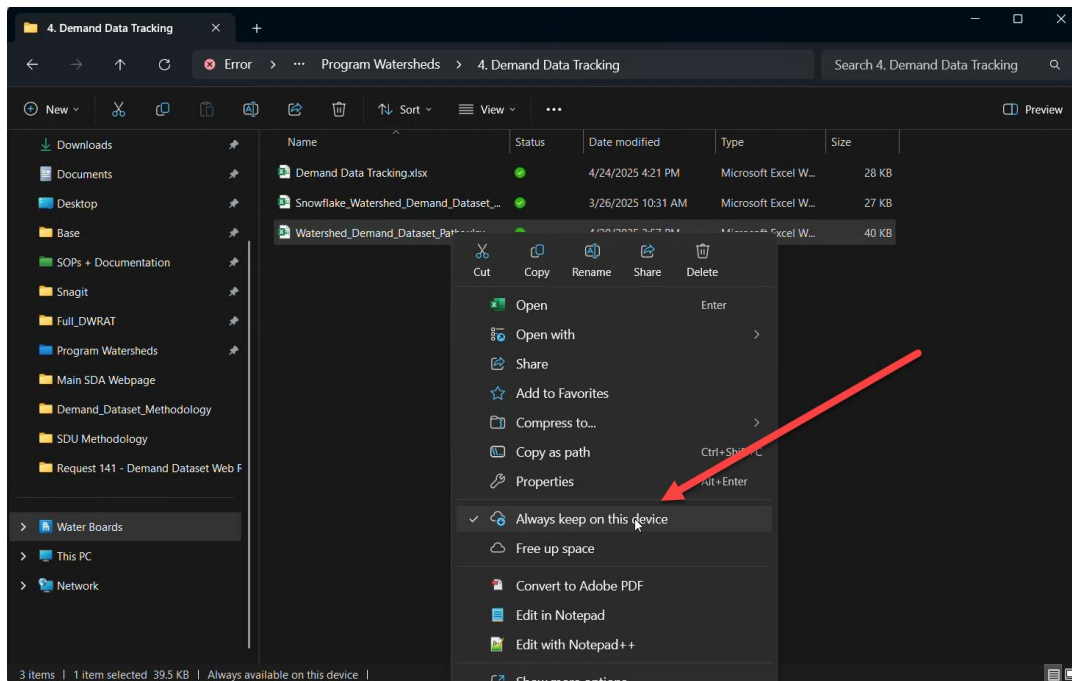 4. Demand Data Tracking
Error > ... Program Watersheds > 4. Demand Data Tracking
Search 4. Demand Data Tracking
New Sort View ... Preview
Name Status Date modified Type Size
Downloads
Documents
Desktop
Base
SOPs + Documentation
Snagit
Full_DWRAT
Program Watersheds
Main SDA Webpage
Demand_Dataset_Methodology
SDU Methodology
Request 141 - Demand Dataset Web
Water Boards
This PC
Network
Demand Data Tracking.xlsx 4/24/2025 4:21 PM Microsoft Excel W... 28 KB
Snowflake_Watershed_Demand_Dataset_... 3/26/2025 10:31 AM Microsoft Excel W... 27 KB
Watershed_Demand_Dataset_Path.xlsx Microsoft Excel W... 40 KB
Cut Copy Rename Share Delete
Open Enter
Open with
Share
Add to Favorites
Compress to...
Copy as path Ctrl+Shift+C
Properties Alt+Enter
Always keep on this device
Free up space
Convert to Adobe PDF
Edit in Notepad
Edit with Notepad++
Show more options
3 items | 1 item selected 39.5 KB | Always available on this device |